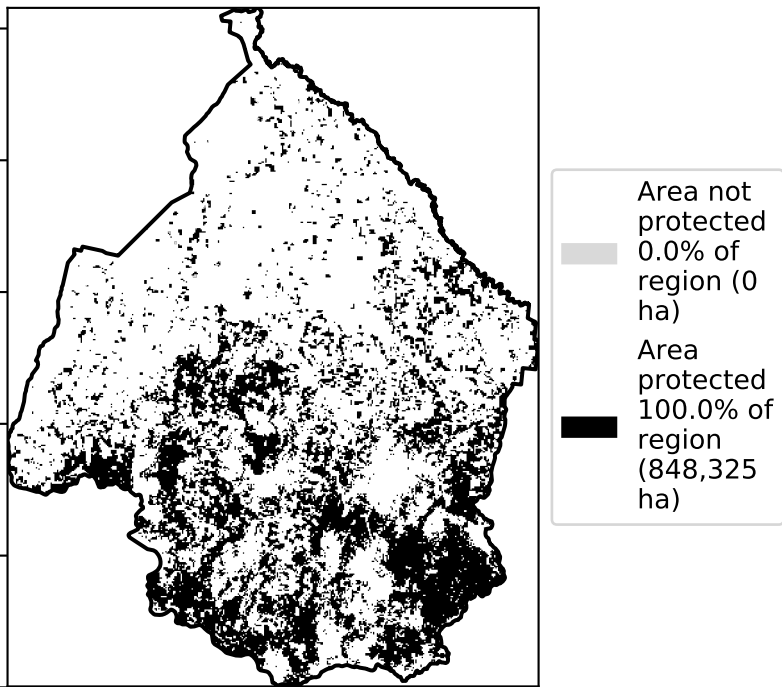 Area not
protected
0.0% of
region (0
ha)
Area
protected
100.0% of
region
(848,325
ha)